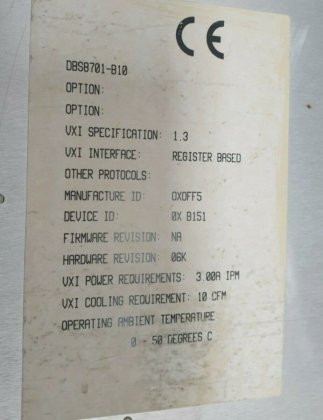 CE
DBS8701-B10
OPTION:
OPTION:
VXI SPECIFICATION: 1.3
VXI INTERFACE: REGISTER BASED
OTHER PROTOCOLS:
MANUFACTURE ID: 0X0FF5
DEVICE ID: 0X B151
FIRMWARE REVISION: NA
HARDWARE REVISION: 06K
VXI POWER REQUIREMENTS: 3.00A IPM
VXI COOLING REQUIREMENT: 10 CFM
OPERATING AMBIENT TEMPERATURE
0 - 50 DEGREES C